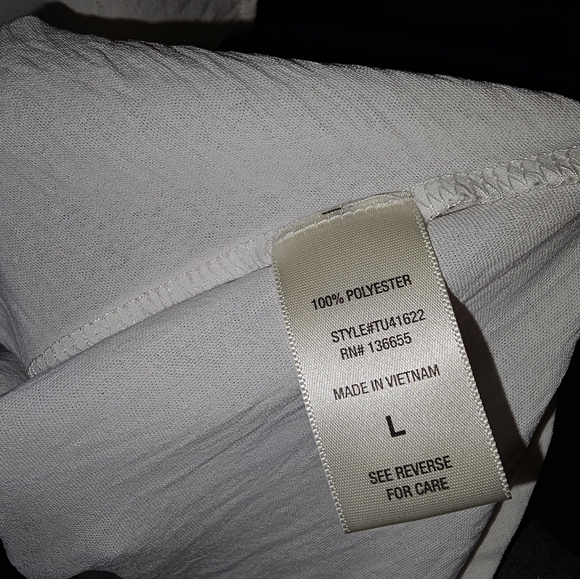 100% POLYESTER
STYLE#TU41622
RN# 136655
MADE IN VIETNAM
L
SEE REVERSE
FOR CARE